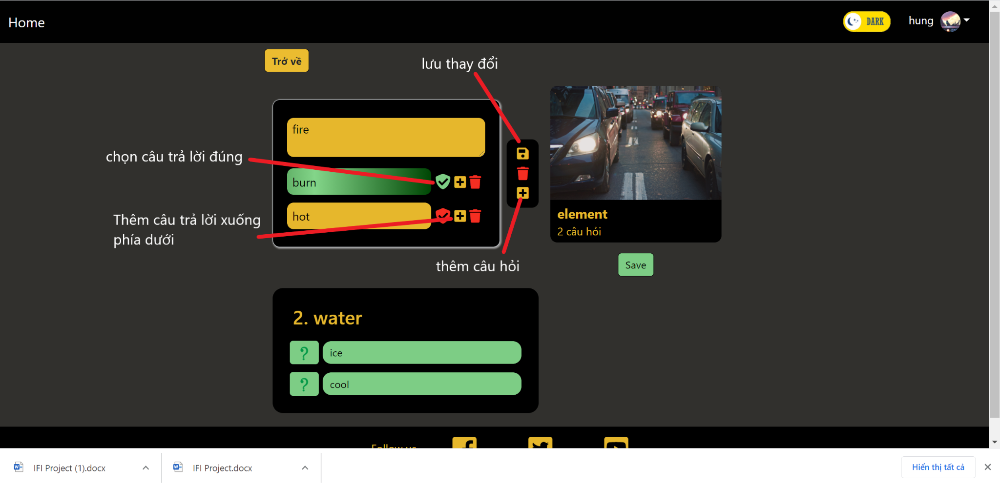 Home
DARK
hung
Trở về
lưu thay đổi
fire
chọn câu trả lời đúng
burn
Thêm câu trả lời xuống
phía dưới
hot
element
2 câu hỏi
thêm câu hỏi
Save
2. water
? ice
? cool
Follow us
IFI Project (1).docx
IFI Project.docx
Hiển thị tất cả